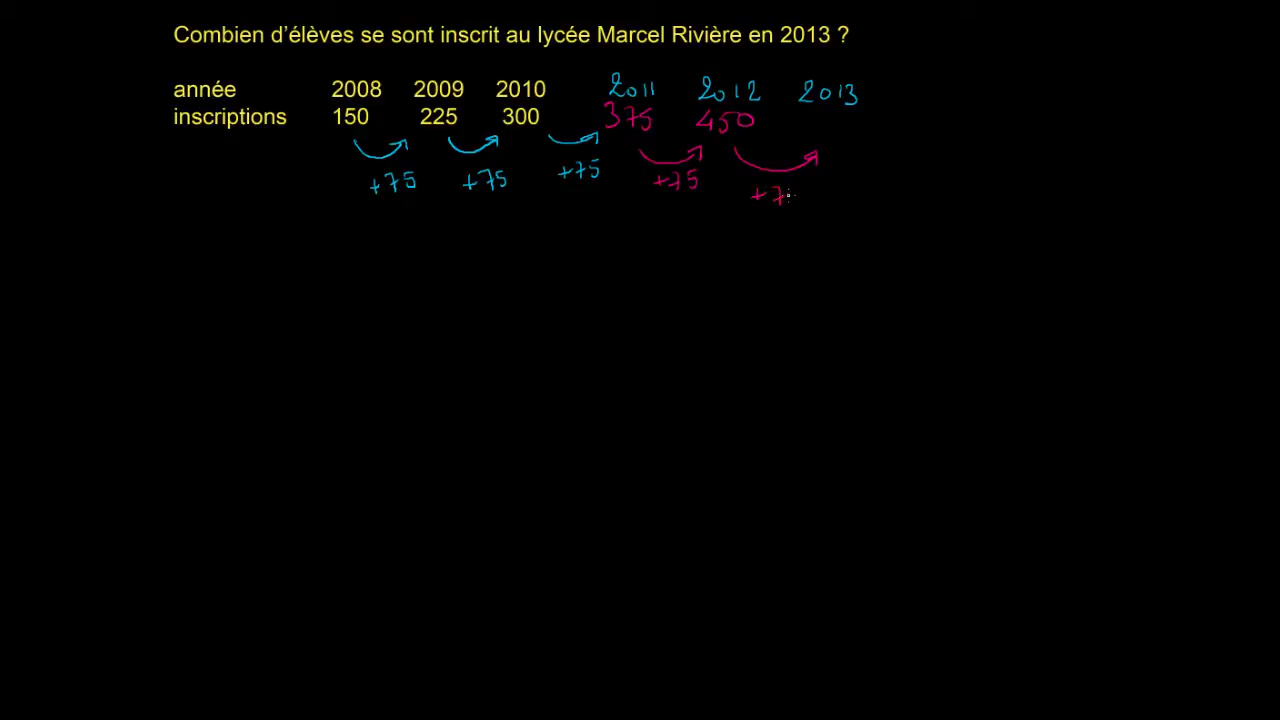 Combien d'élèves se sont inscrit au lycée Marcel Rivière en 2013 ?
année 2008 2009 2010 2011 2012 2013
inscriptions 150 225 300 375 450
+75 +75 +75 +75 +7